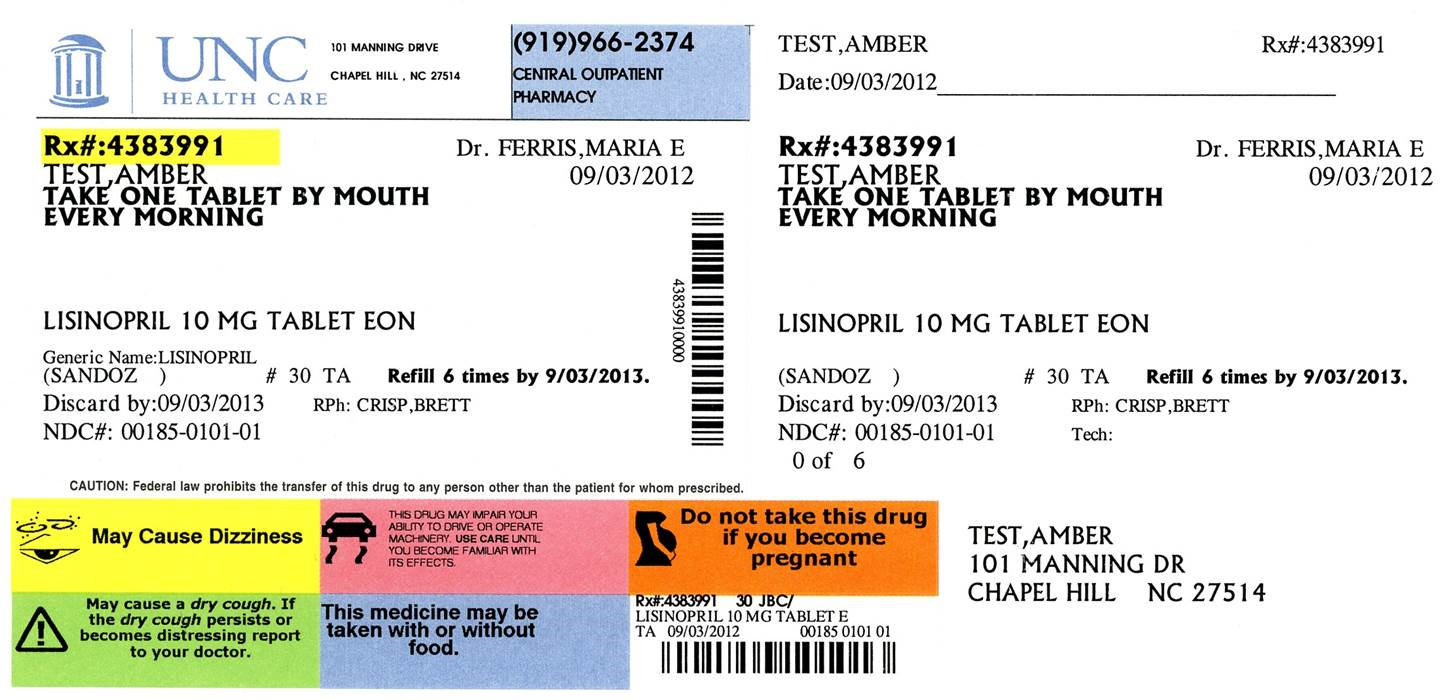 UNC
HEALTH CARE
101 MANNING DRIVE
CHAPEL HILL , NC 27514
(919)966-2374
CENTRAL OUTPATIENT
PHARMACY
Rx#:4383991
Dr. FERRIS,MARIA E
TEST,AMBER
09/03/2012
TAKE ONE TABLET BY MOUTH
EVERY MORNING
43839910000
LISINOPRIL 10 MG TABLET EON
Generic Name:LISINOPRIL
(SANDOZ ) # 30 TA Refill 6 times by 9/03/2013.
Discard by:09/03/2013 RPh: CRISP,BRETT
NDC#: 00185-0101-01
CAUTION: Federal law prohibits the transfer of this drug to any person other than the patient for whom prescribed.
TEST,AMBER Rx#:4383991
Date:09/03/2012
Rx#:4383991 Dr. FERRIS,MARIA E
TEST,AMBER 09/03/2012
TAKE ONE TABLET BY MOUTH
EVERY MORNING
LISINOPRIL 10 MG TABLET EON
(SANDOZ ) # 30 TA Refill 6 times by 9/03/2013.
Discard by:09/03/2013 RPh: CRISP,BRETT
NDC#: 00185-0101-01 Tech:
0 of 6
May Cause Dizziness
THIS DRUG MAY IMPAIR YOUR
ABILITY TO DRIVE OR OPERATE
MACHINERY. USE CARE UNTIL
YOU BECOME FAMILIAR WITH
ITS EFFECTS.
Do not take this drug
if you become
pregnant
May cause a dry cough. If
the dry cough persists or
becomes distressing report
to your doctor.
This medicine may be
taken with or without
food.
Rx#:4383991 30 JBC/
LISINOPRIL 10 MG TABLET E
TA 09/03/2012 00185 0101 01
TEST,AMBER
101 MANNING DR
CHAPEL HILL NC 27514